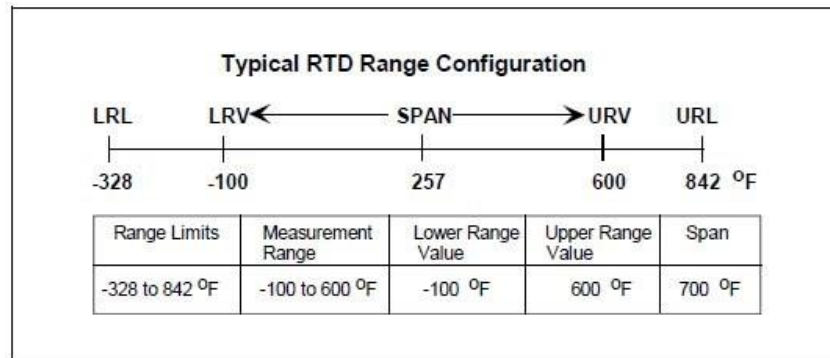 Typical RTD Range Configuration
LRL LRV SPAN URV URL
-328 -100 257 600 842 °F
Range Limits Measurement Range Lower Range Value Upper Range Value Span
-328 to 842 °F -100 to 600 °F -100 °F 600 °F 700 °F